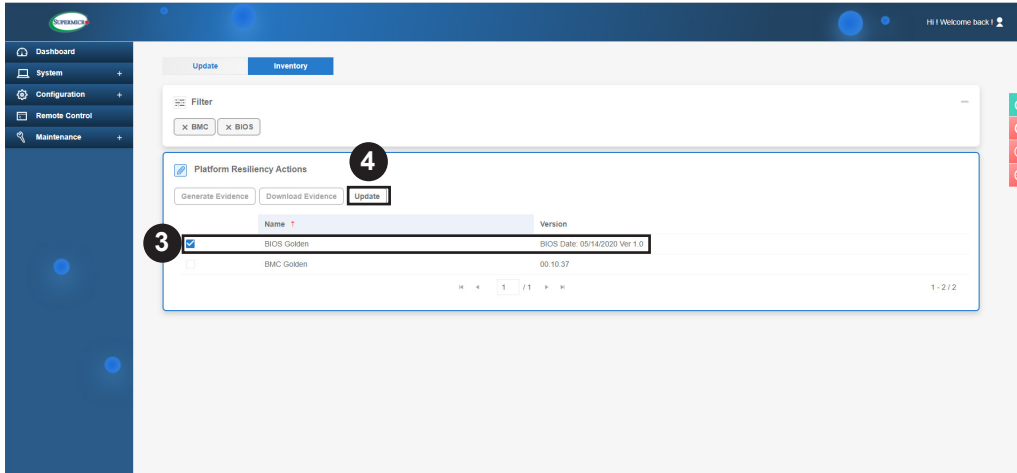 SUPERMICRO
Hi ! Welcome back !
Dashboard
System +
Configuration +
Remote Control
Maintenance +
Update Inventory
Filter
× BMC × BIOS
4
Platform Resiliency Actions
Generate Evidence Download Evidence Update
Name ↑ Version
3
BIOS Golden BIOS Date: 05/14/2020 Ver 1.0
BMC Golden 00.10.37
1 / 1
1 - 2 / 2